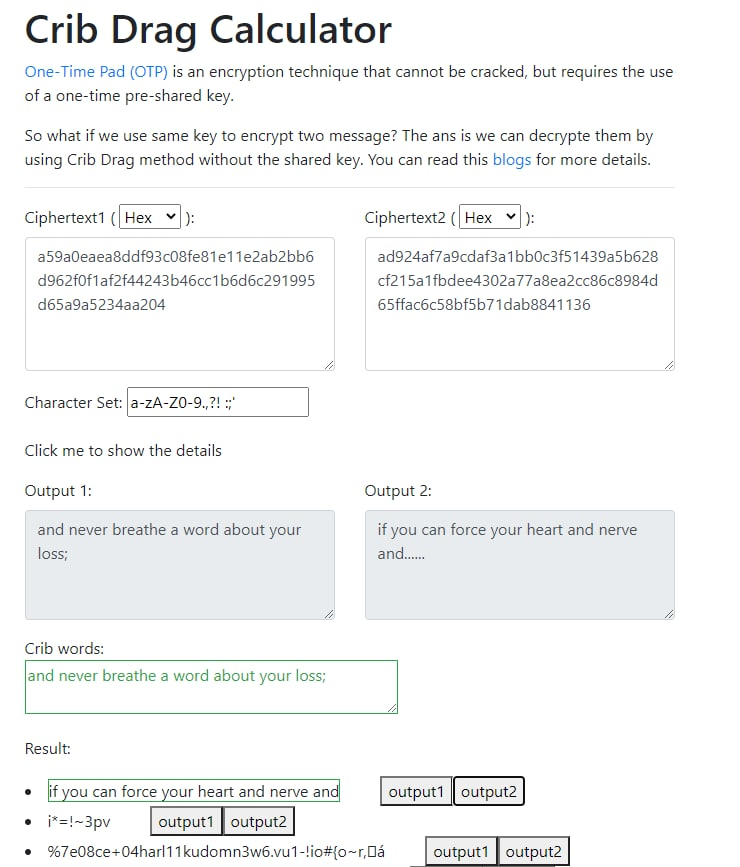 Crib Drag Calculator
One-Time Pad (OTP) is an encryption technique that cannot be cracked, but requires the use
of a one-time pre-shared key.
So what if we use same key to encrypt two message? The ans is we can decrypte them by
using Crib Drag method without the shared key. You can read this blogs for more details.
Ciphertext1 ( Hex ):
Ciphertext2 ( Hex ):
a59a0eaea8ddf93c08fe81e11e2ab2bb6
d962f0f1af2f44243b46cc1b6d6c291995
d65a9a5234aa204
ad924af7a9cdaf3a1bb0c3f51439a5b628
cf215a1fbdee4302a77a8ea2cc86c8984d
65ffac6c58bf5b71dab8841136
Character Set: a-zA-Z0-9.,?! :;'
Click me to show the details
Output 1:
Output 2:
and never breathe a word about your
loss;
if you can force your heart and nerve
and......
Crib words:
and never breathe a word about your loss;
Result:
if you can force your heart and nerve and output1 output2
i*=!~3pv output1 output2
%7e08ce+04harl11kudomn3w6.vu1-!io#{o~r,á output1 output2